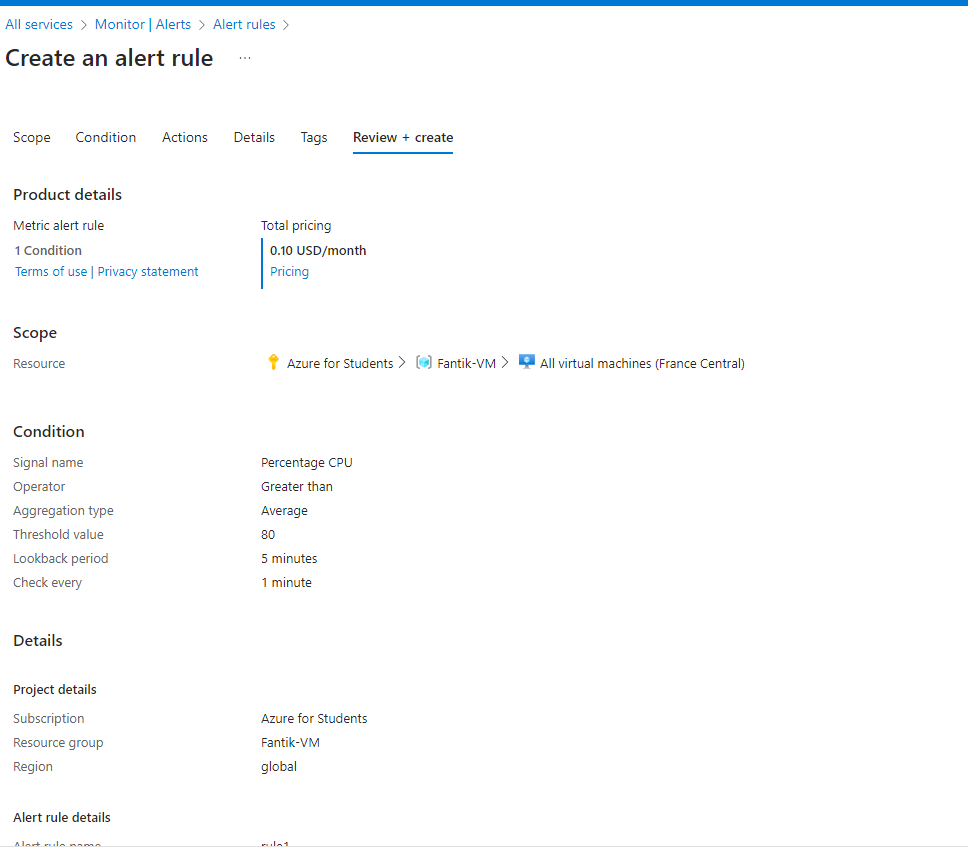 All services > Monitor | Alerts > Alert rules >
Create an alert rule ...
Scope Condition Actions Details Tags Review + create
Product details
Metric alert rule Total pricing
1 Condition 0.10 USD/month
Terms of use | Privacy statement Pricing
Scope
Resource Azure for Students > Fantik-VM > All virtual machines (France Central)
Condition
Signal name Percentage CPU
Operator Greater than
Aggregation type Average
Threshold value 80
Lookback period 5 minutes
Check every 1 minute
Details
Project details
Subscription Azure for Students
Resource group Fantik-VM
Region global
Alert rule details
Alert rule name rule1